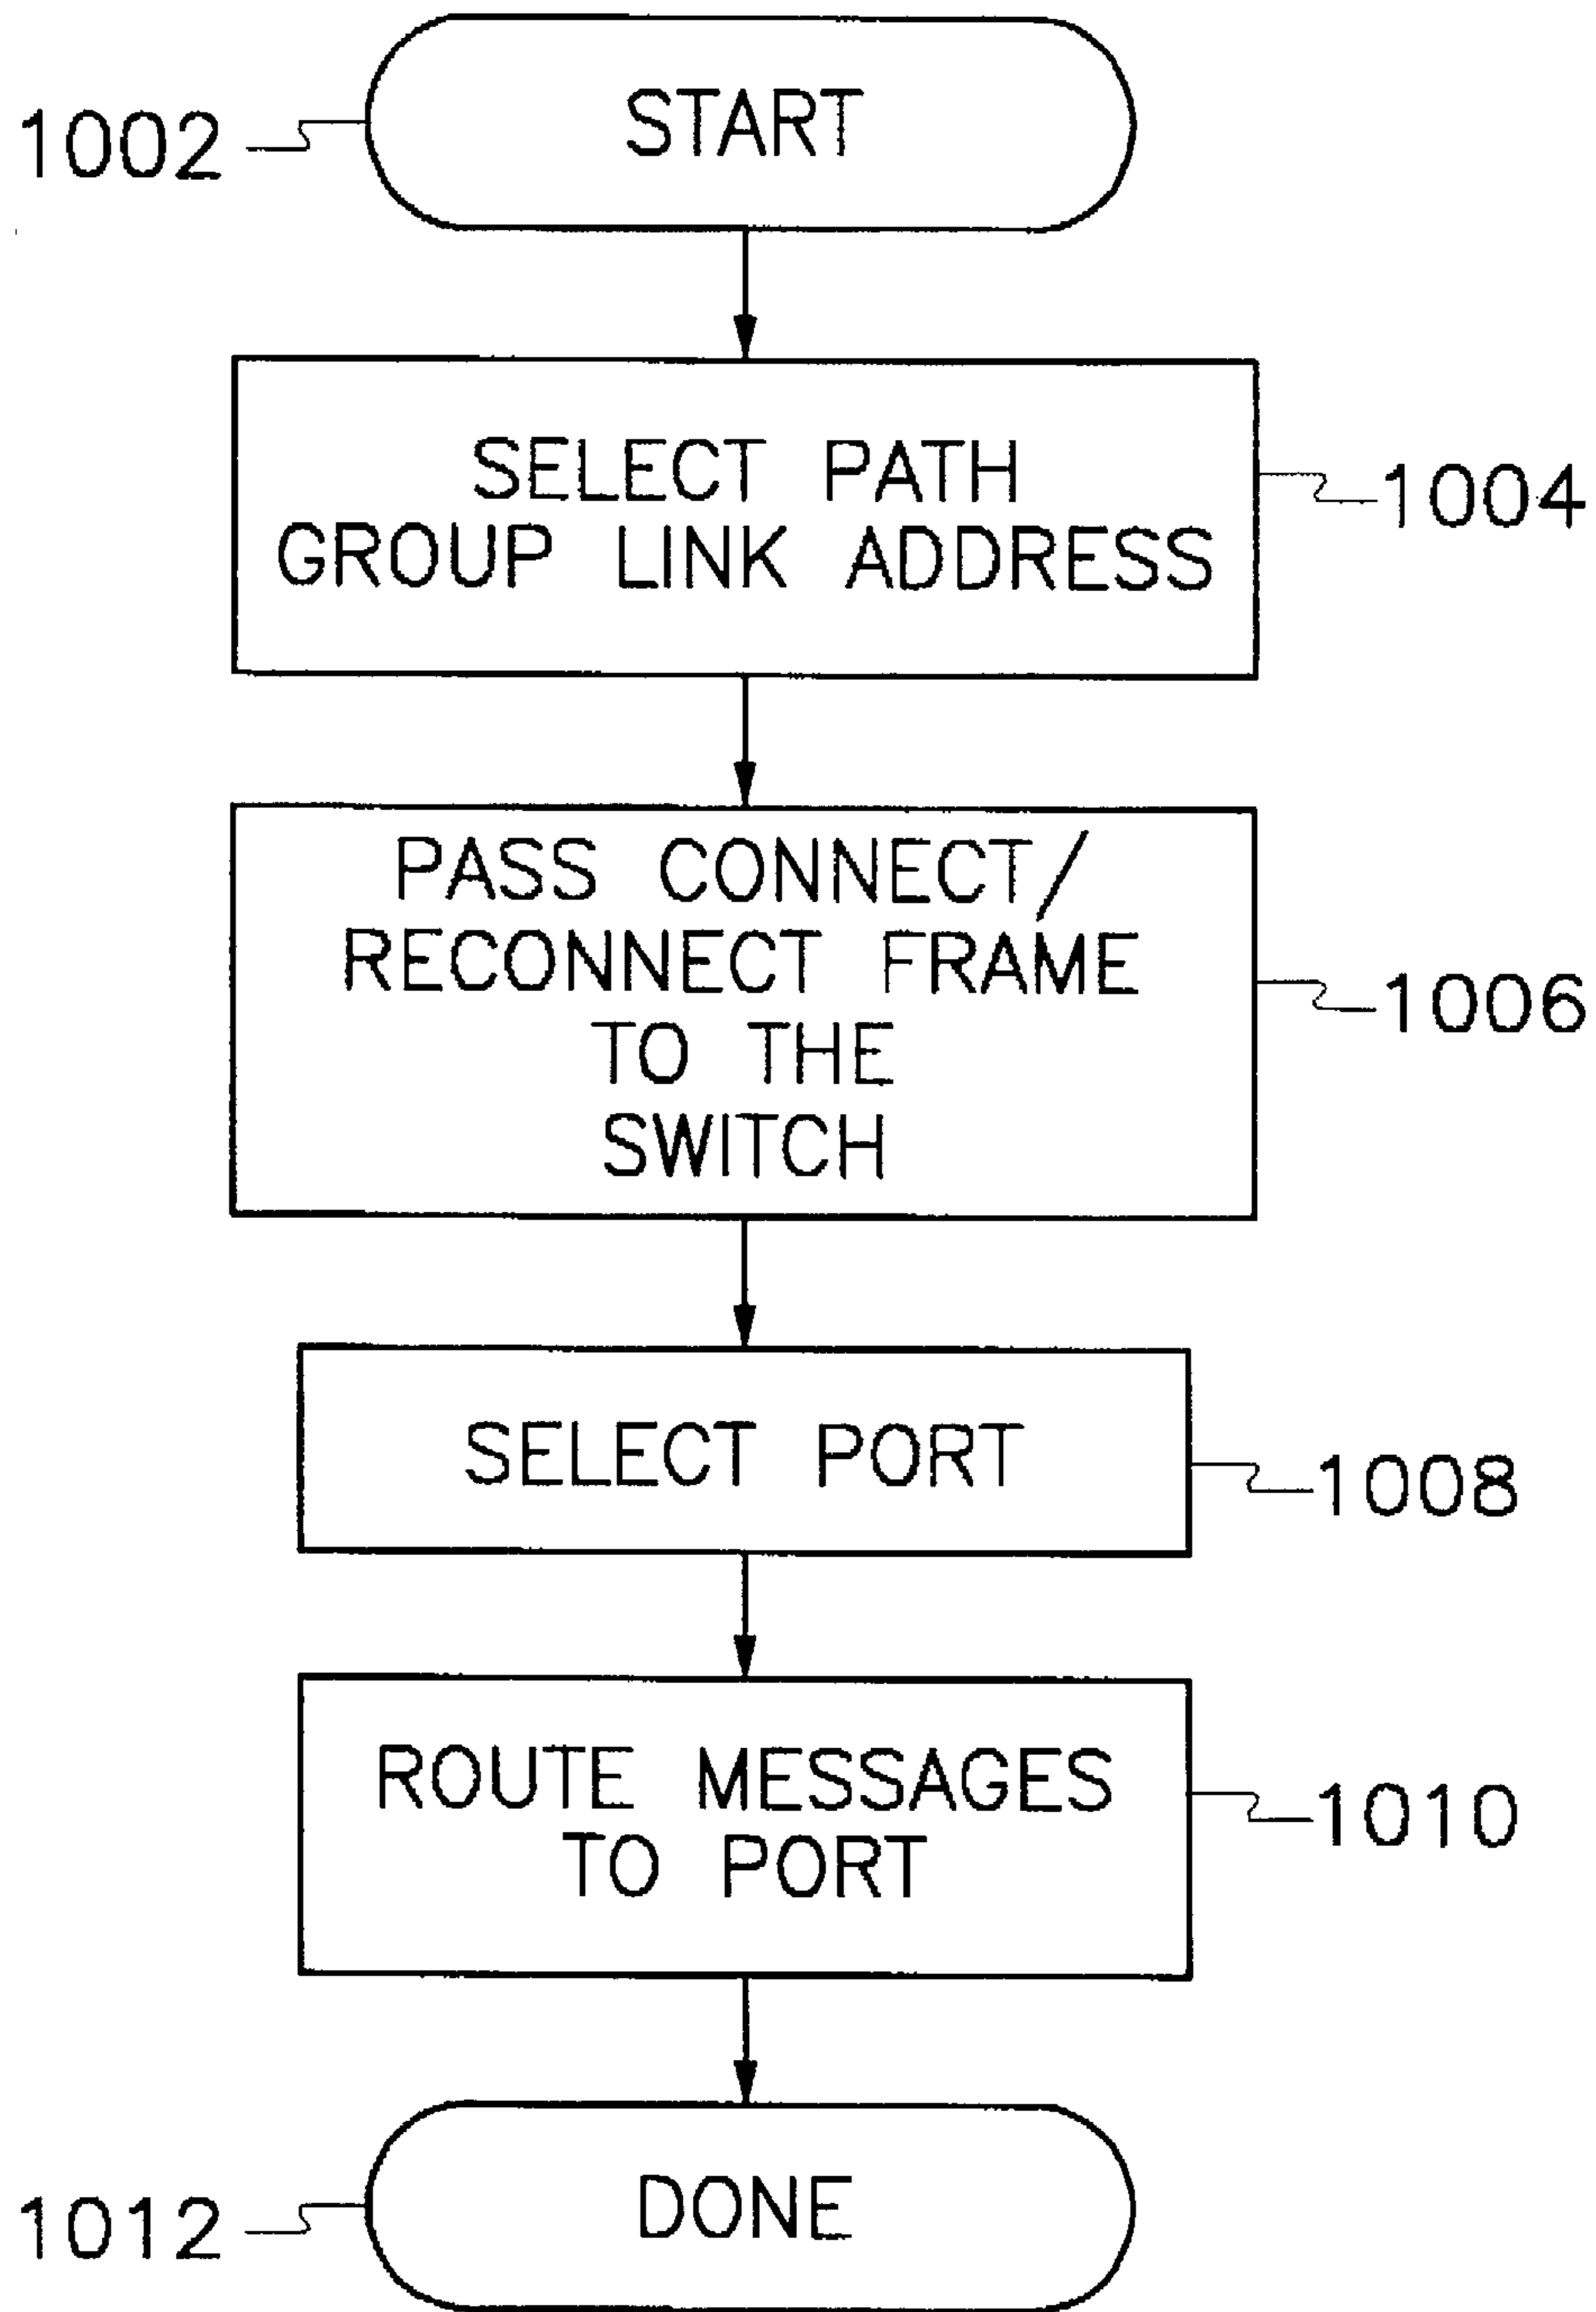 1002
START
SELECT PATH
GROUP LINK ADDRESS
1004
PASS CONNECT/
RECONNECT FRAME
TO THE
SWITCH
1006
SELECT PORT
1008
ROUTE MESSAGES
TO PORT
1010
1012
DONE